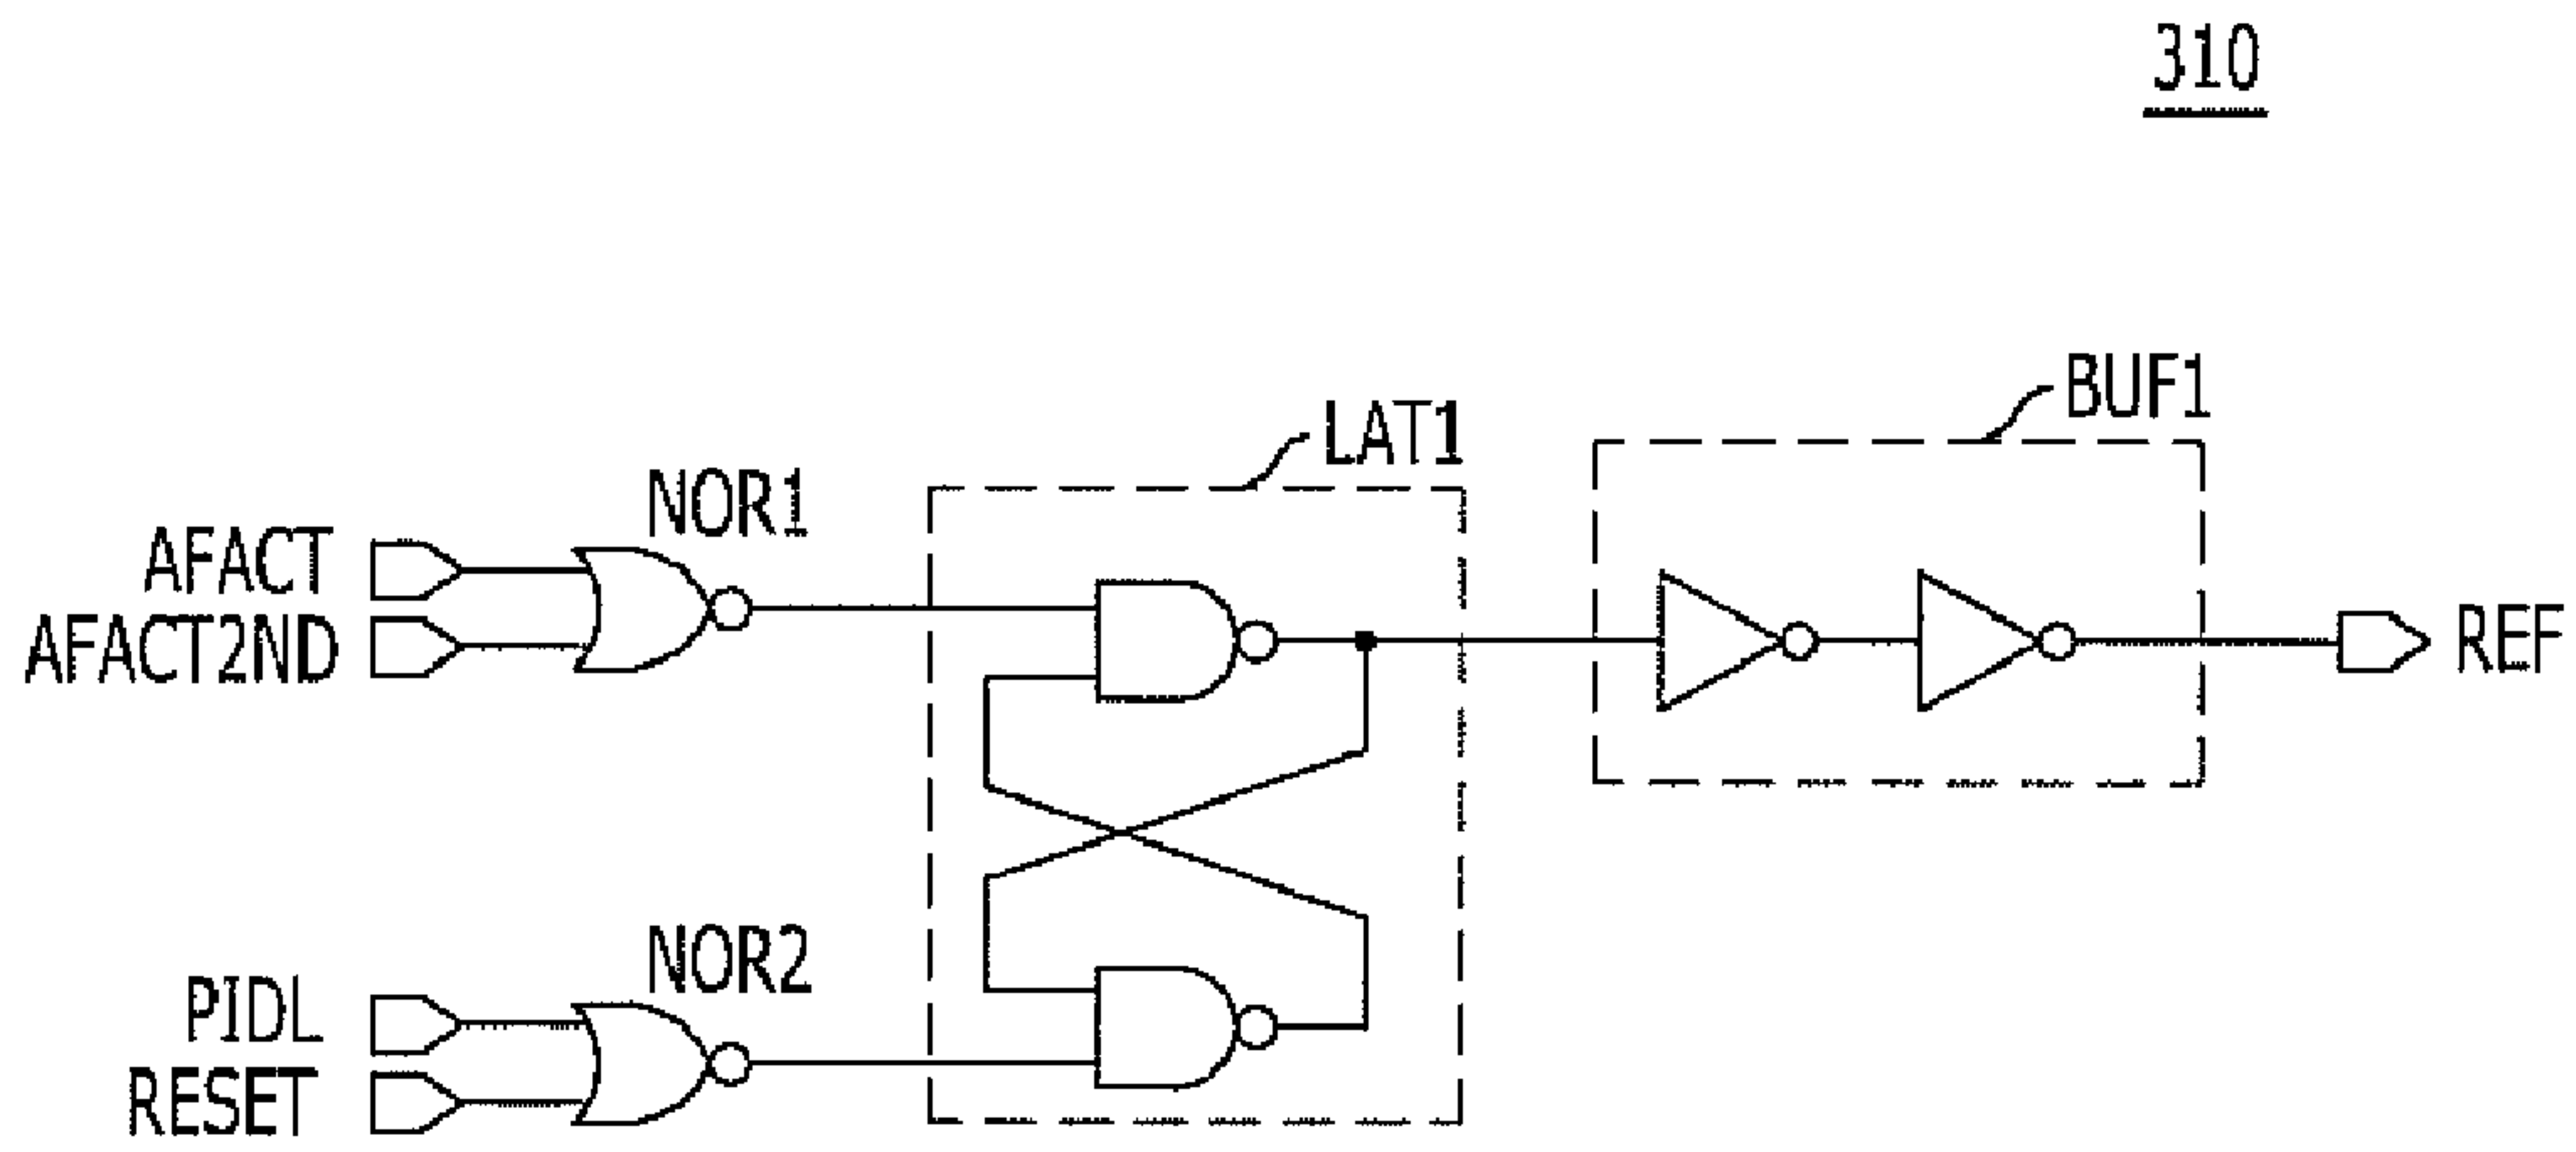 310
BUF1
LAT1
NOR1
AFACT
AFACT2ND
REF
NOR2
PIDL
RESET